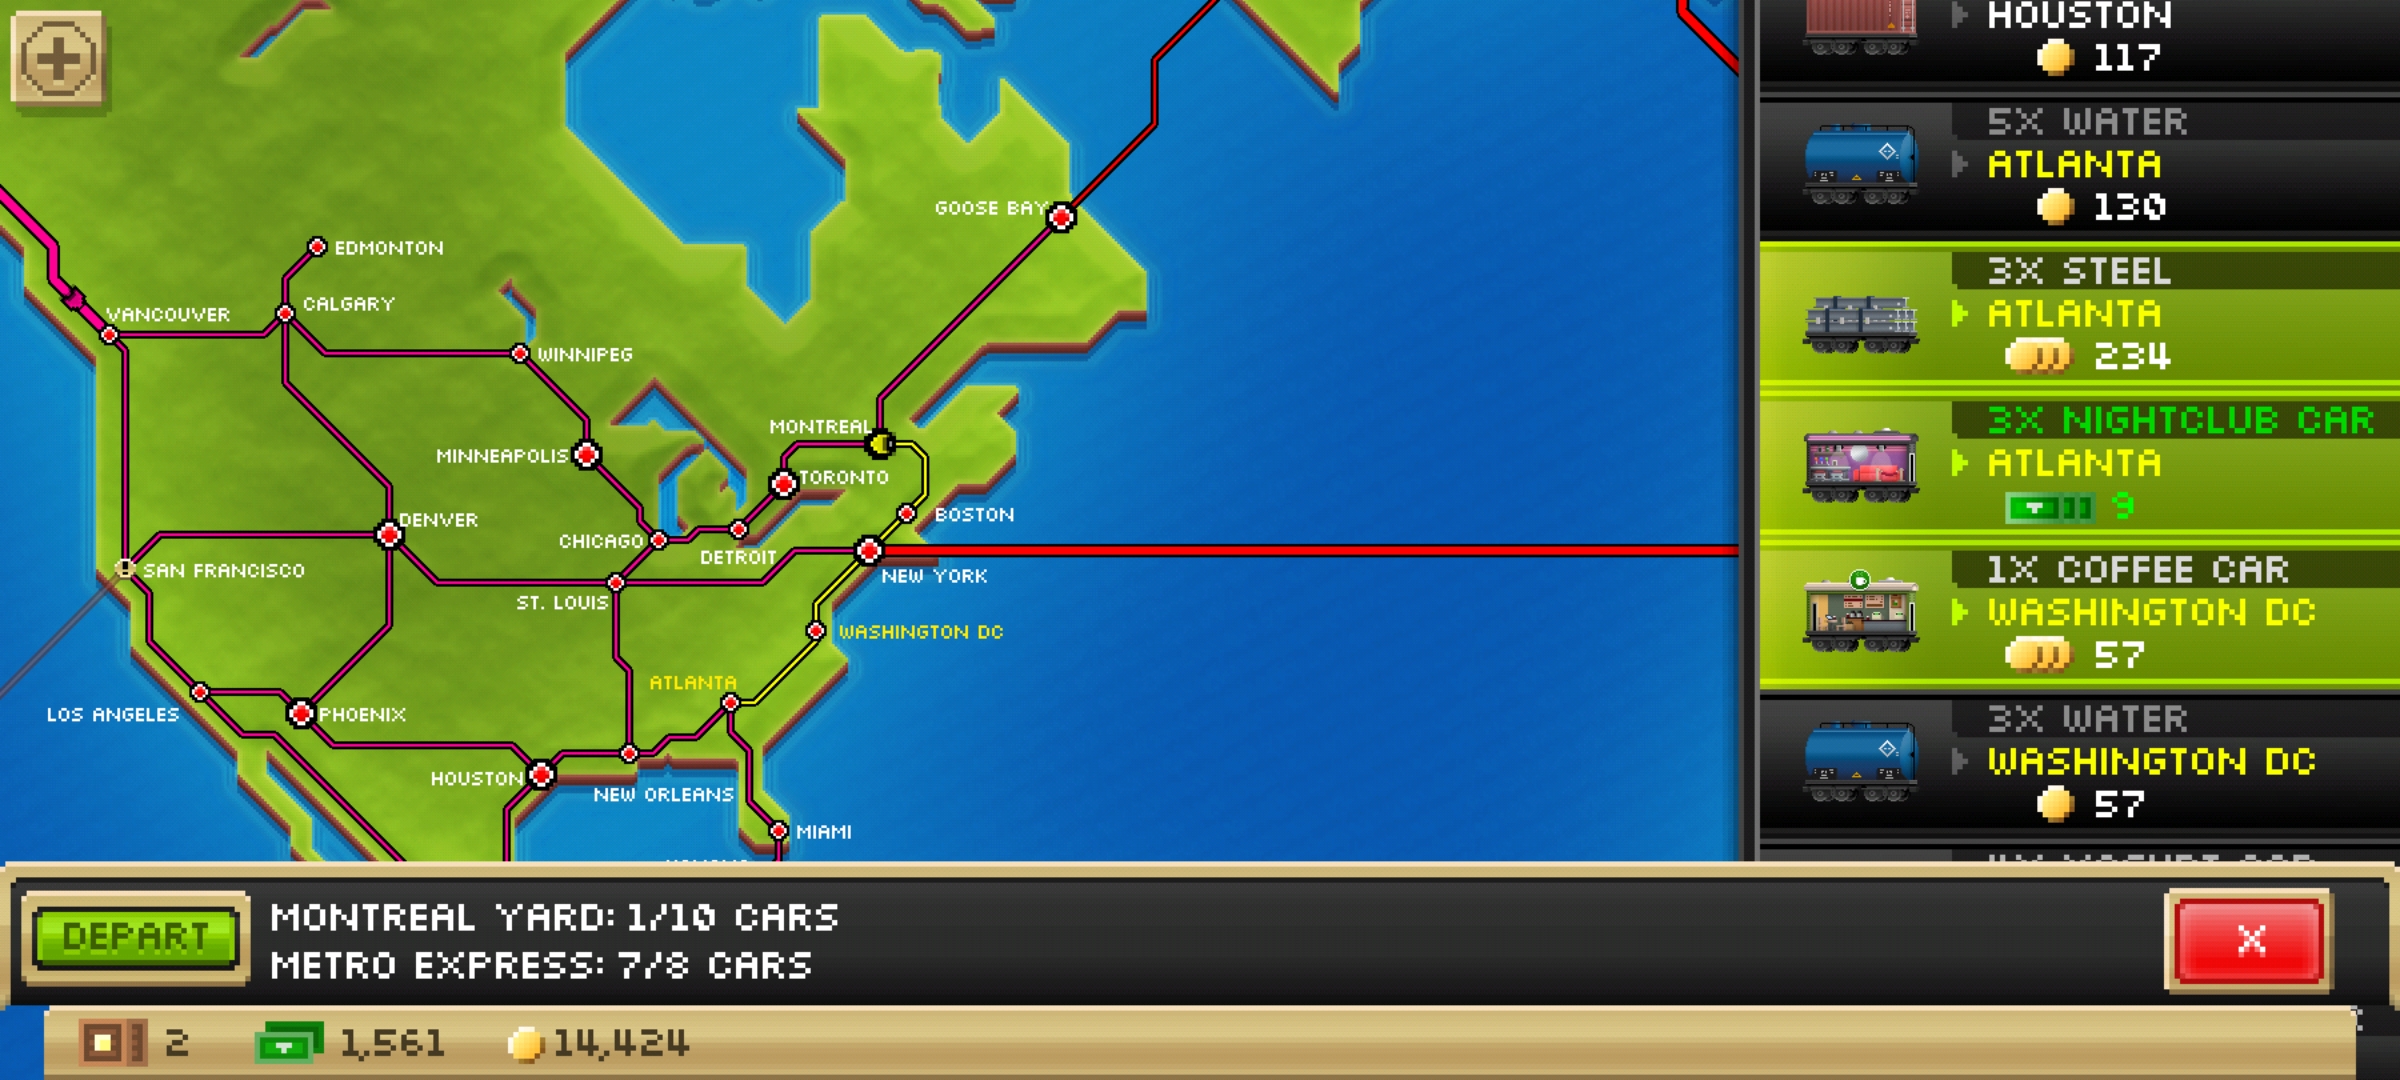 GOOSE BAY
EDMONTON
CALGARY
VANCOUVER
WINNIPEG
MONTREAL
MINNEAPOLIS
TORONTO
DENVER
BOSTON
CHICAGO
DETROIT
SAN FRANCISCO
NEW YORK
ST. LOUIS
WASHINGTON DC
ATLANTA
LOS ANGELES
PHOENIX
HOUSTON
NEW ORLEANS
MIAMI
HOUSTON
117
5X WATER
ATLANTA
130
3X STEEL
ATLANTA
234
3X NIGHTCLUB CAR
ATLANTA
9
1X COFFEE CAR
WASHINGTON DC
57
3X WATER
WASHINGTON DC
57
DEPART
MONTREAL YARD: 1/10 CARS
METRO EXPRESS: 7/8 CARS
X
2
1,561
14,424